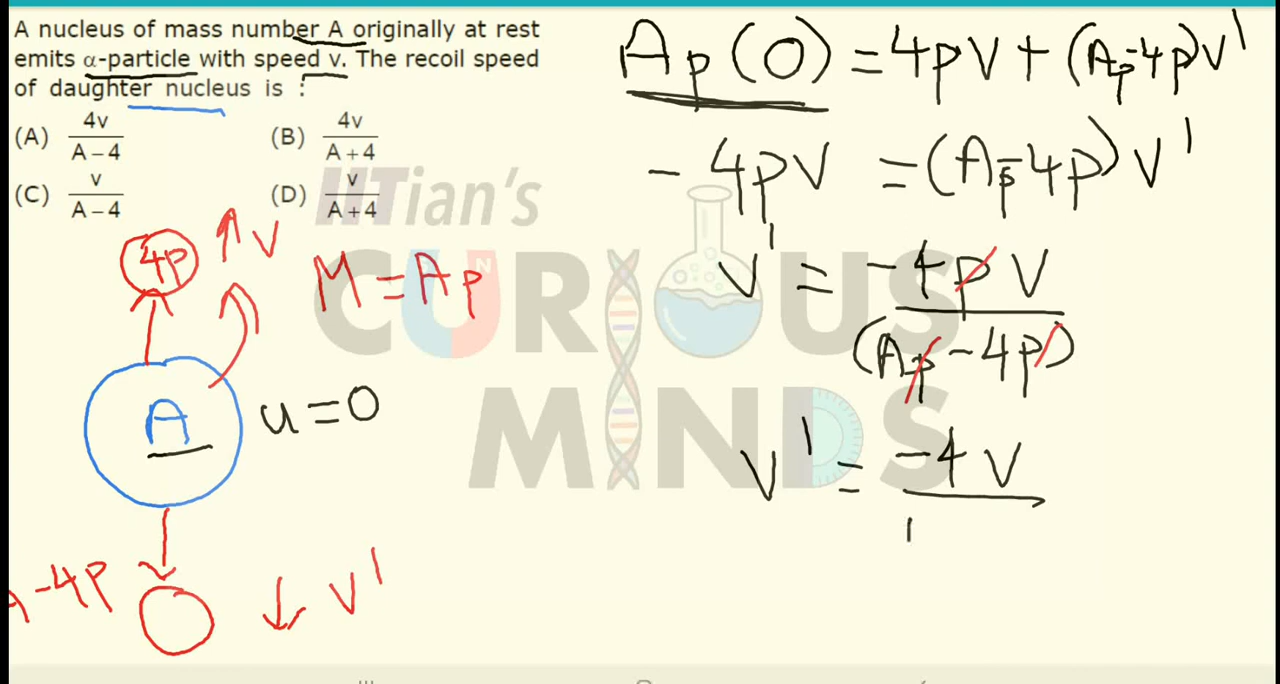 A nucleus of mass number A originally at rest
emits α-particle with speed v. The recoil speed
of daughter nucleus is :
(A) 4v/(A − 4) (B) 4v/(A + 4)
(C) v/(A − 4) (D) v/(A + 4)
Ap(0) = 4pV + (Ap-4p)V'
- 4pV = (Ap-4p)V'
V' = -4pV/(Ap-4p)
V' = -4V
4p ↑ V
M = Ap
A u = 0
A-4p ↓ V'
IITian's
CURIOUS
N
MINDS